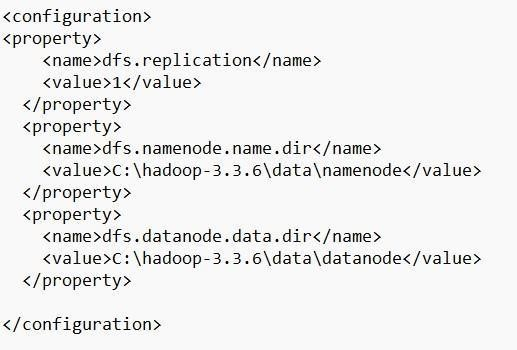 <configuration>
<property>
    <name>dfs.replication</name>
    <value>1</value>
  </property>
  <property>
    <name>dfs.namenode.name.dir</name>
    <value>C:\hadoop-3.3.6\data\namenode</value>
  </property>
  <property>
    <name>dfs.datanode.data.dir</name>
    <value>C:\hadoop-3.3.6\data\datanode</value>
  </property>

</configuration>